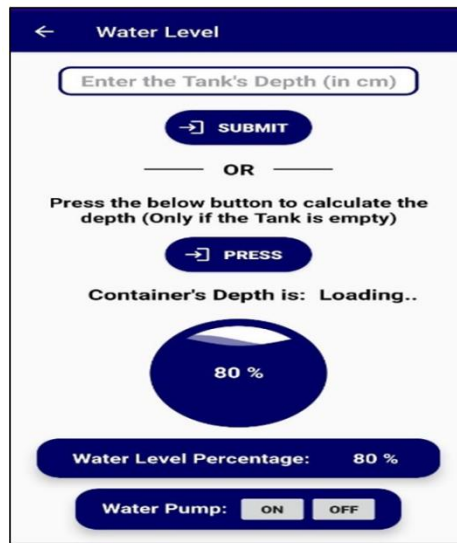 Water Level
Enter the Tank's Depth (in cm)
SUBMIT
OR
Press the below button to calculate the
depth (Only if the Tank is empty)
PRESS
Container's Depth is: Loading..
80 %
Water Level Percentage: 80 %
Water Pump: ON OFF